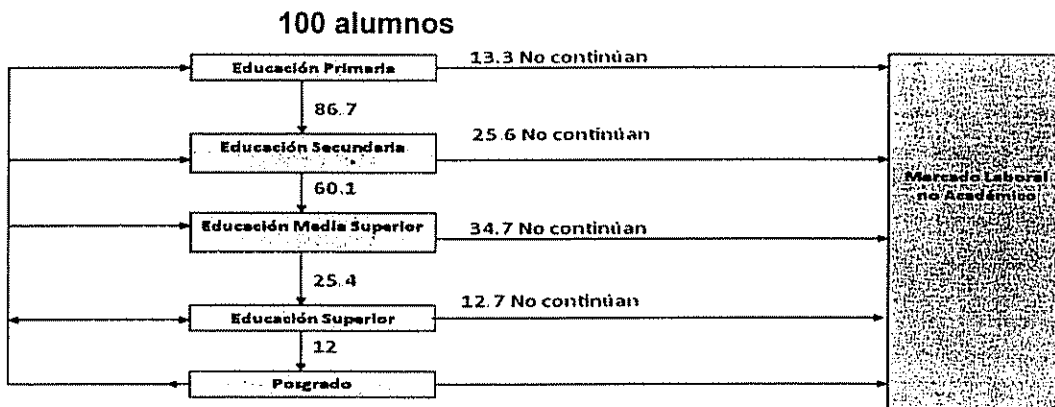 100 alumnos
Educación Primaria
13.3 No continúan
86.7
Educación Secundaria
25.6 No continúan
60.1
Educación Media Superior
34.7 No continúan
25.4
Educación Superior
12.7 No continúan
12
Posgrado
Mercado Laboral
no Académico